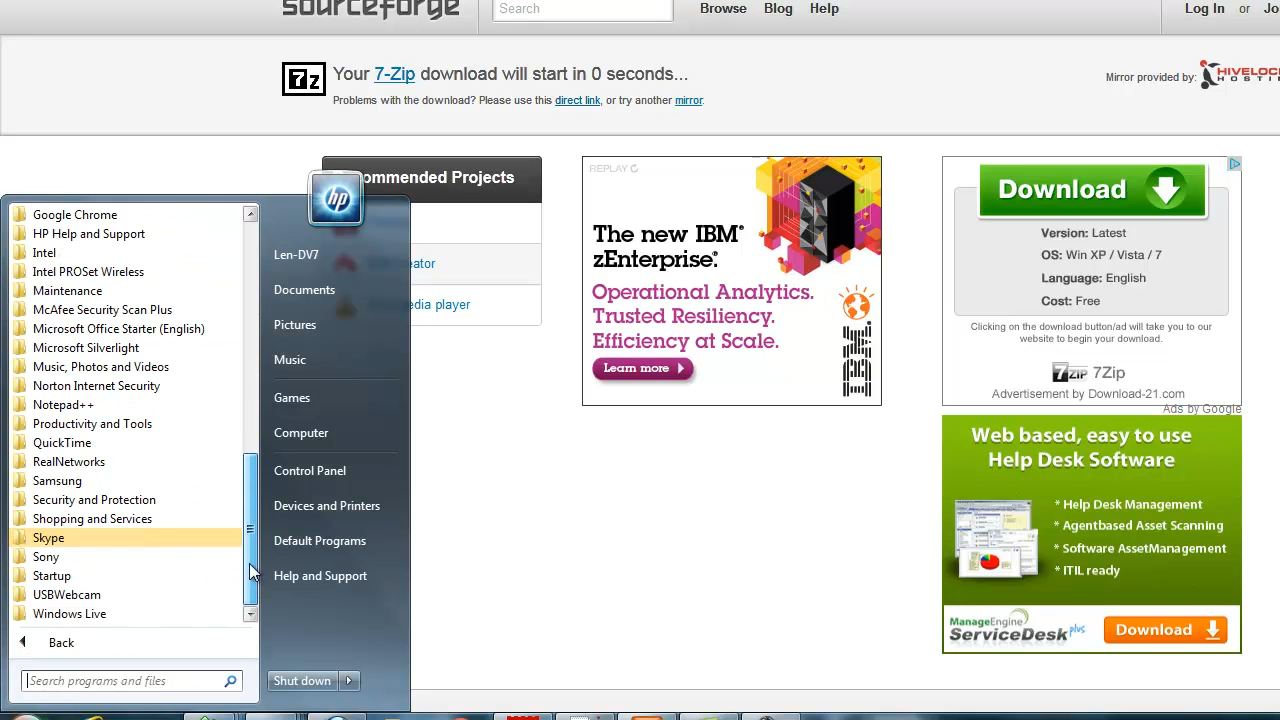 sourceforge
Search
Browse Blog Help
Log In or Jo
7z
Your 7-Zip download will start in 0 seconds...
Problems with the download? Please use this direct link, or try another mirror.
Mirror provided by:
ommended Projects
eator
edia player
REPLAY
The new IBM®
zEnterprise.®
Operational Analytics.
Trusted Resiliency.
Efficiency at Scale.
Learn more
Download
Version: Latest
OS: Win XP / Vista / 7
Language: English
Cost: Free
Clicking on the download button/ad will take you to our
website to begin your download.
7ZIP 7Zip
Advertisement by Download-21.com
Ads by Google
Web based, easy to use
Help Desk Software
* Help Desk Management
* Agentbased Asset Scanning
* Software AssetManagement
* ITIL ready
ManageEngine
ServiceDesk plus
Download
hp
Google Chrome
HP Help and Support
Intel
Intel PROSet Wireless
Maintenance
McAfee Security Scan Plus
Microsoft Office Starter (English)
Microsoft Silverlight
Music, Photos and Videos
Norton Internet Security
Notepad++
Productivity and Tools
QuickTime
RealNetworks
Samsung
Security and Protection
Shopping and Services
Skype
Sony
Startup
USBWebcam
Windows Live
Back
Search programs and files
Len-DV7
Documents
Pictures
Music
Games
Computer
Control Panel
Devices and Printers
Default Programs
Help and Support
Shut down